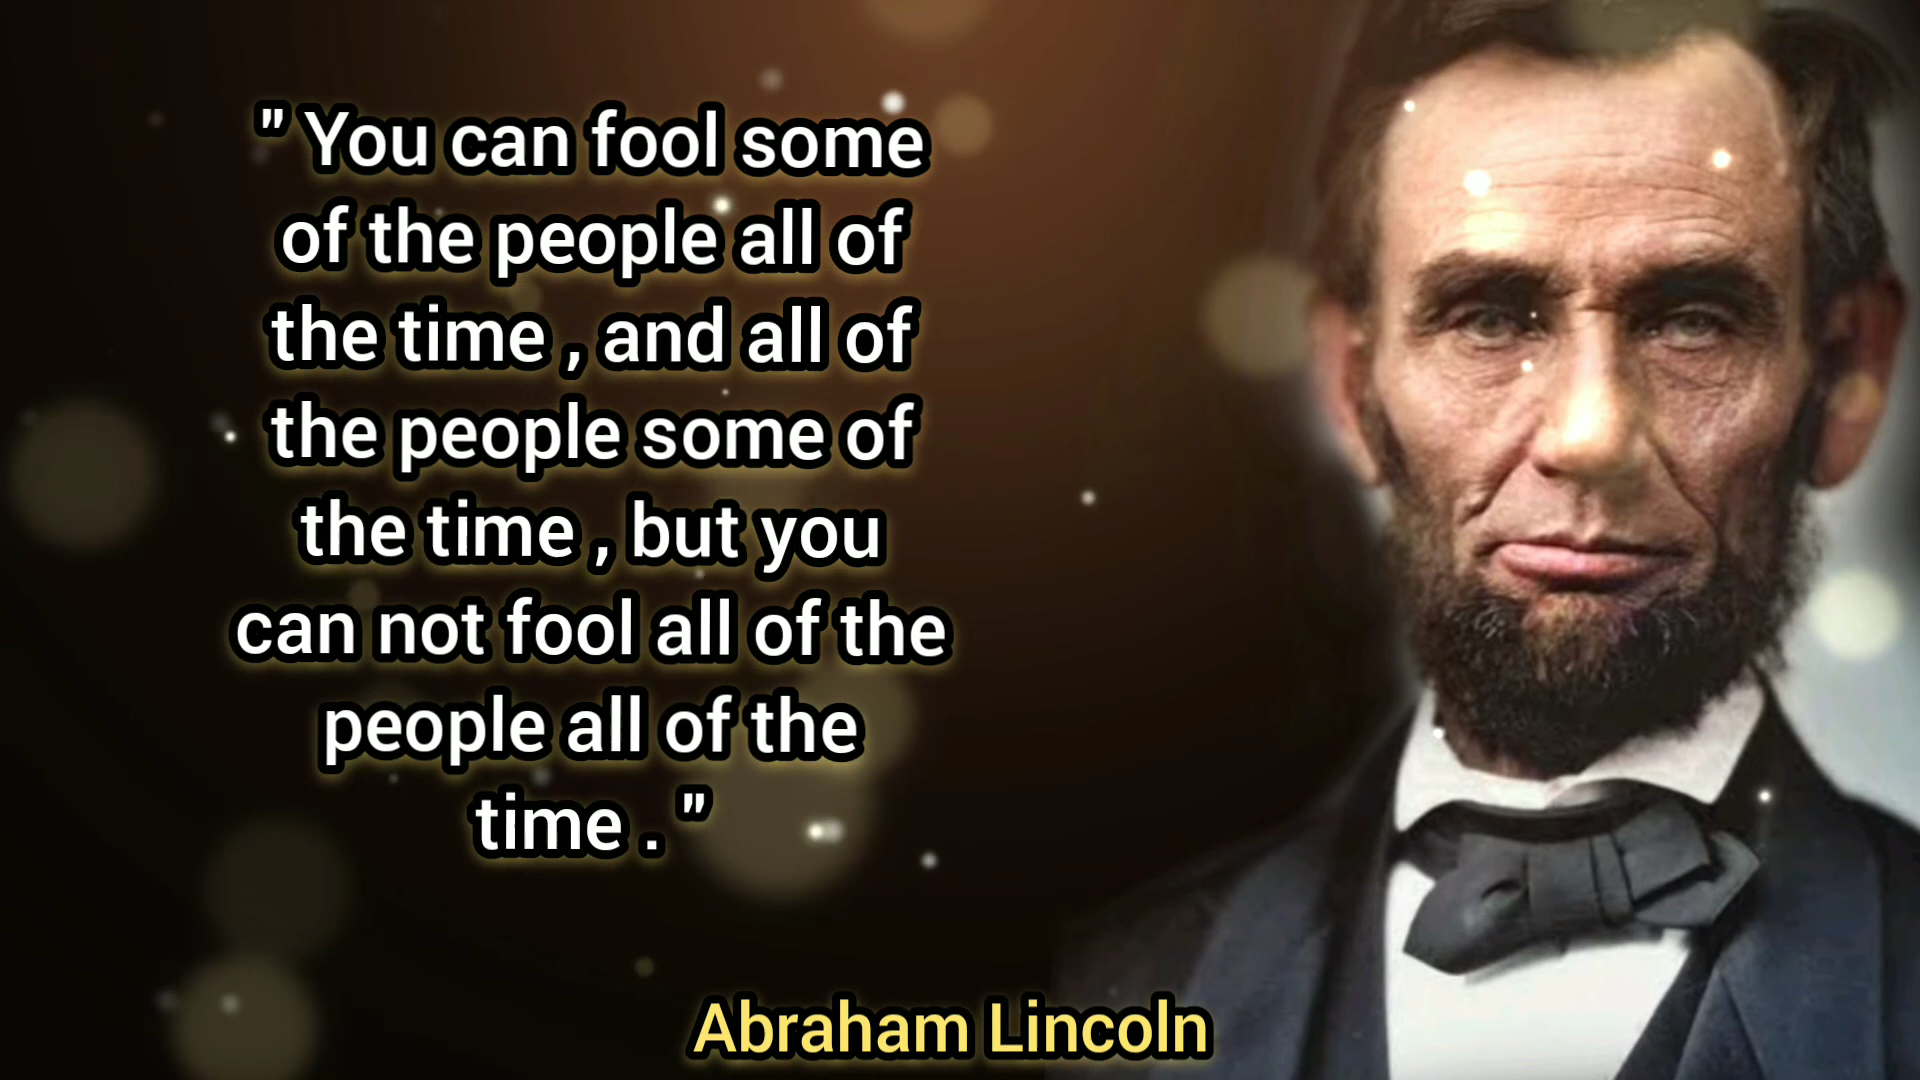 " You can fool some
of the people all of
the time , and all of
the people some of
the time , but you
can not fool all of the
people all of the
time . "
Abraham Lincoln